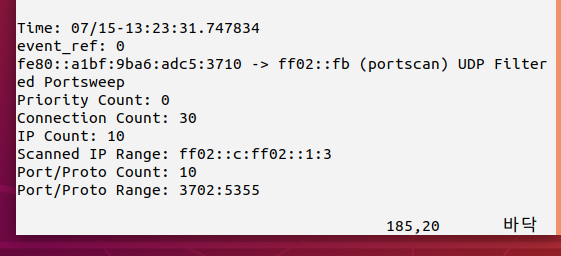 Time: 07/15-13:23:31.747834
event_ref: 0
fe80::a1bf:9ba6:adc5:3710 -> ff02::fb (portscan) UDP Filter
ed Portsweep
Priority Count: 0
Connection Count: 30
IP Count: 10
Scanned IP Range: ff02::c:ff02::1:3
Port/Proto Count: 10
Port/Proto Range: 3702:5355
185,20 바닥